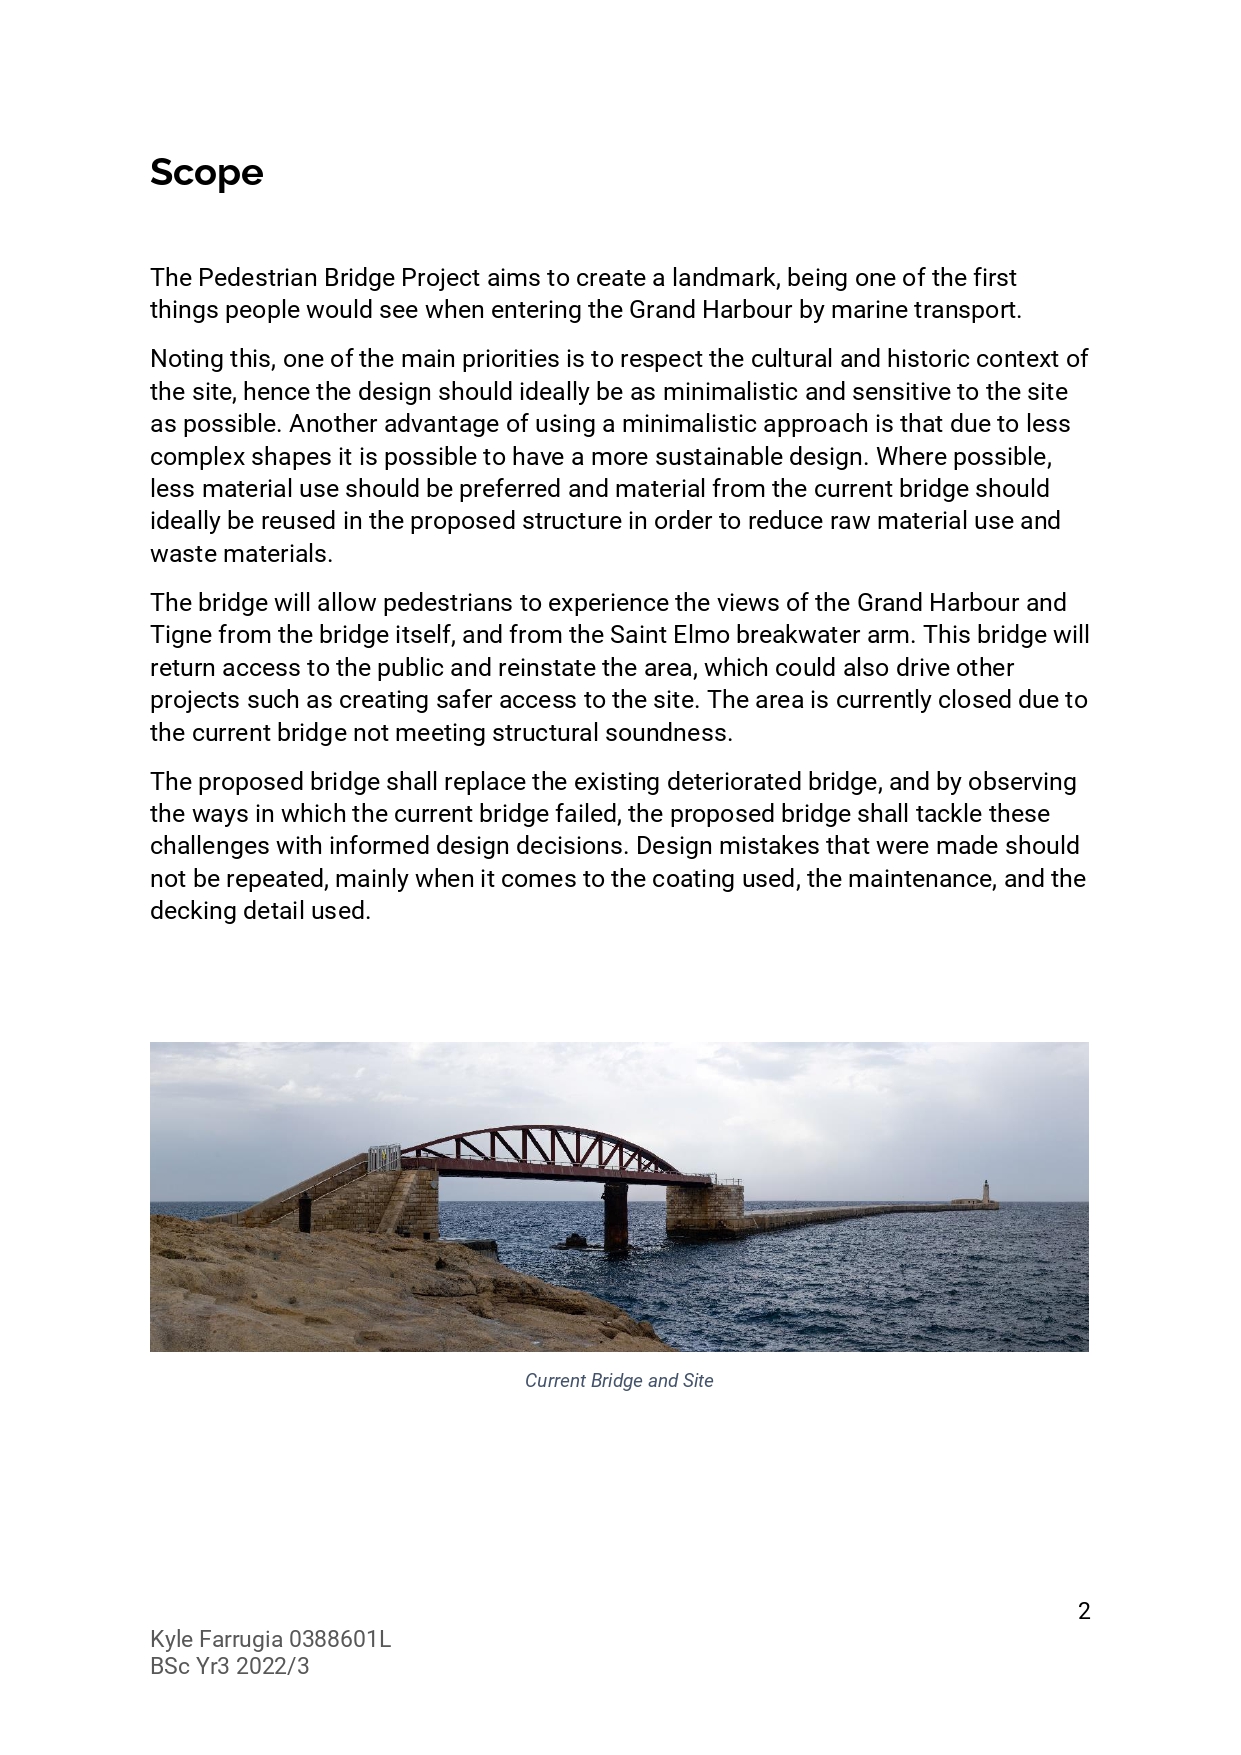 Scope
The Pedestrian Bridge Project aims to create a landmark, being one of the first
things people would see when entering the Grand Harbour by marine transport.
Noting this, one of the main priorities is to respect the cultural and historic context of
the site, hence the design should ideally be as minimalistic and sensitive to the site
as possible. Another advantage of using a minimalistic approach is that due to less
complex shapes it is possible to have a more sustainable design. Where possible,
less material use should be preferred and material from the current bridge should
ideally be reused in the proposed structure in order to reduce raw material use and
waste materials.
The bridge will allow pedestrians to experience the views of the Grand Harbour and
Tigne from the bridge itself, and from the Saint Elmo breakwater arm. This bridge will
return access to the public and reinstate the area, which could also drive other
projects such as creating safer access to the site. The area is currently closed due to
the current bridge not meeting structural soundness.
The proposed bridge shall replace the existing deteriorated bridge, and by observing
the ways in which the current bridge failed, the proposed bridge shall tackle these
challenges with informed design decisions. Design mistakes that were made should
not be repeated, mainly when it comes to the coating used, the maintenance, and the
decking detail used.
Current Bridge and Site
2
Kyle Farrugia 0388601L
BSc Yr3 2022/3